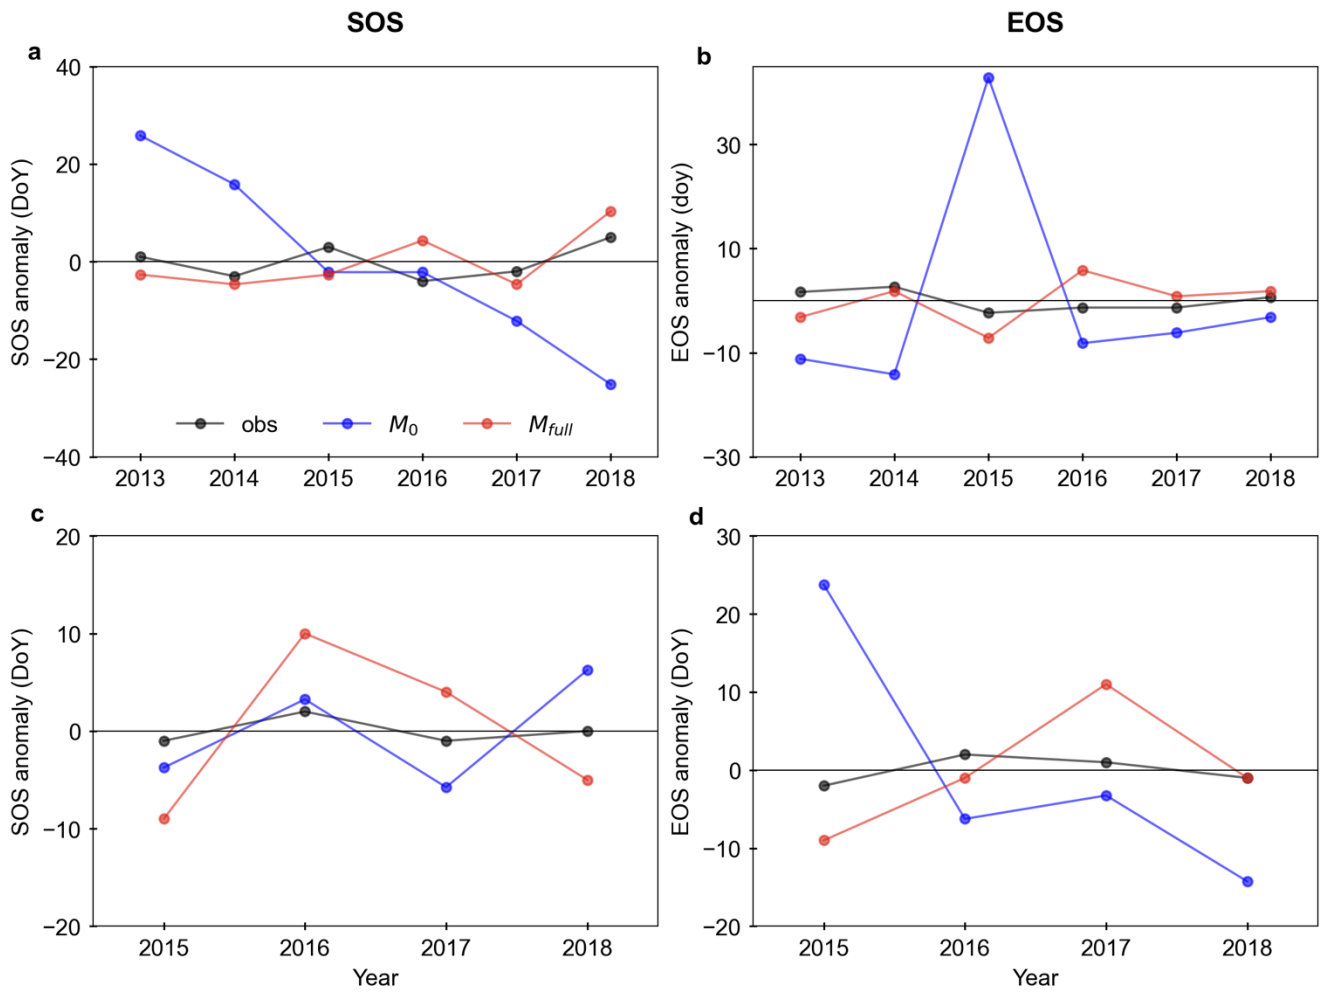 SOS
EOS
a
b
40
20
0
−20
−40
SOS anomaly (DoY)
obs
M0
Mfull
2013 2014 2015 2016 2017 2018
30
10
−10
−30
EOS anomaly (doy)
2013 2014 2015 2016 2017 2018
c
d
20
10
0
−10
−20
SOS anomaly (DoY)
2015 2016 2017 2018
Year
30
20
10
0
−10
−20
EOS anomaly (DoY)
2015 2016 2017 2018
Year